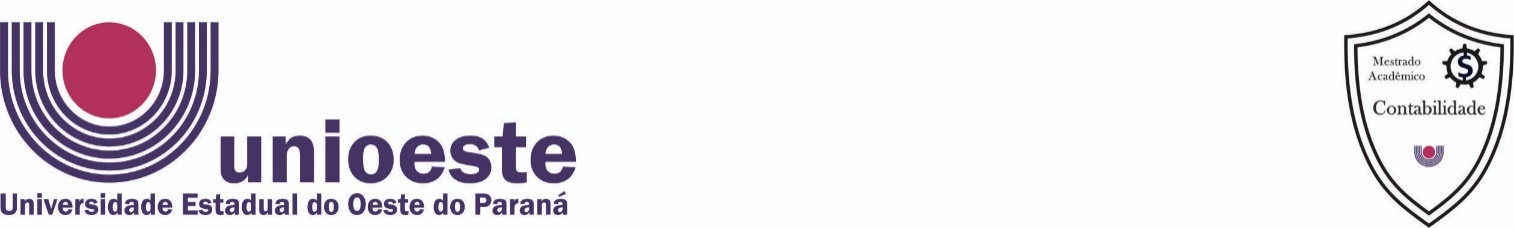 unioeste
Universidade Estadual do Oeste do Paraná
Mestrado
Acadêmico
$
Contabilidade